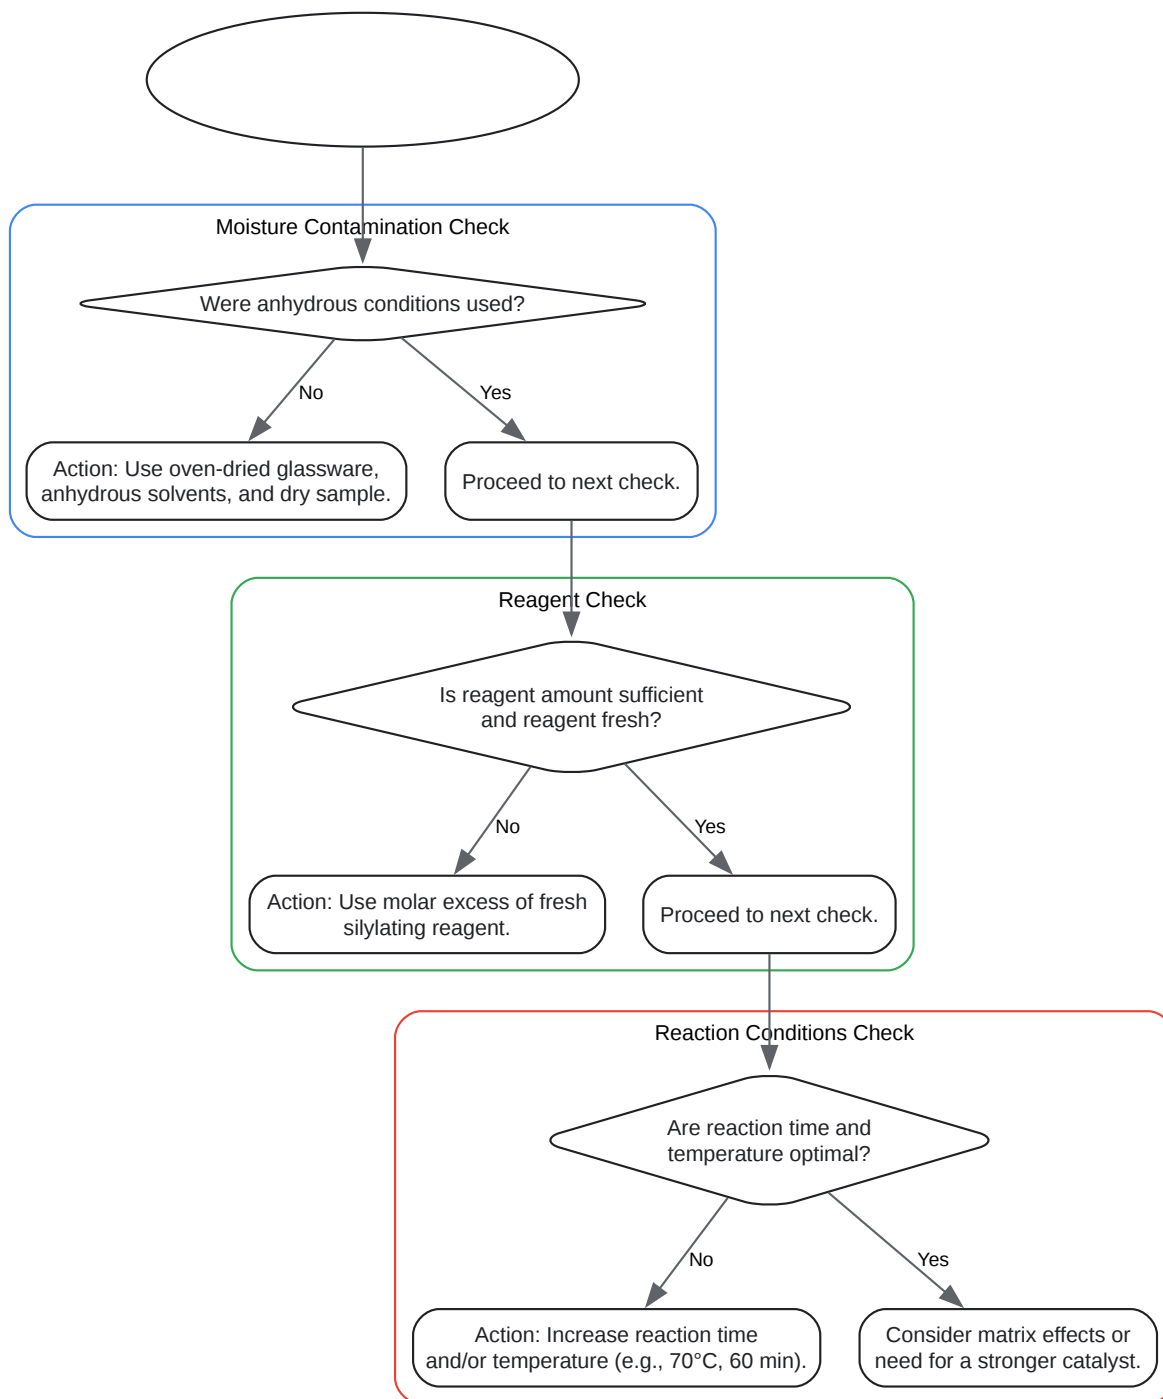 Moisture Contamination Check
Were anhydrous conditions used?
No
Yes
Action: Use oven-dried glassware,
anhydrous solvents, and dry sample.
Proceed to next check.
Reagent Check
Is reagent amount sufficient
and reagent fresh?
No
Yes
Action: Use molar excess of fresh
silylating reagent.
Proceed to next check.
Reaction Conditions Check
Are reaction time and
temperature optimal?
No
Yes
Action: Increase reaction time
and/or temperature (e.g., 70°C, 60 min).
Consider matrix effects or
need for a stronger catalyst.